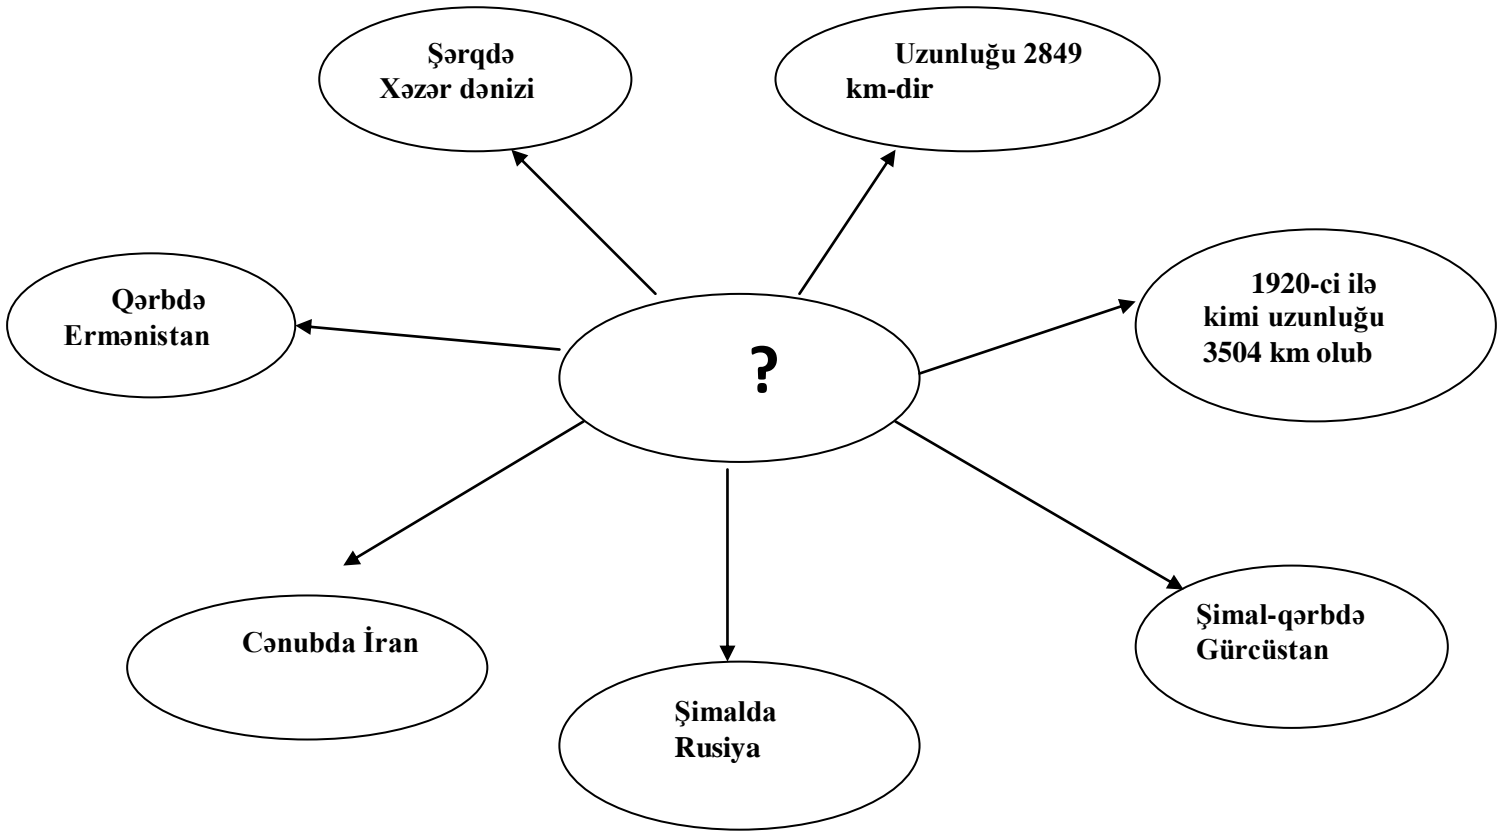 Şərqdə
Xəzər dənizi
Uzunluğu 2849
km-dir
Qərbdə
Ermənistan
?
1920-ci ilə
kimi uzunluğu
3504 km olub
Cənubda İran
Şimalda
Rusiya
Şimal-qərbdə
Gürcüstan